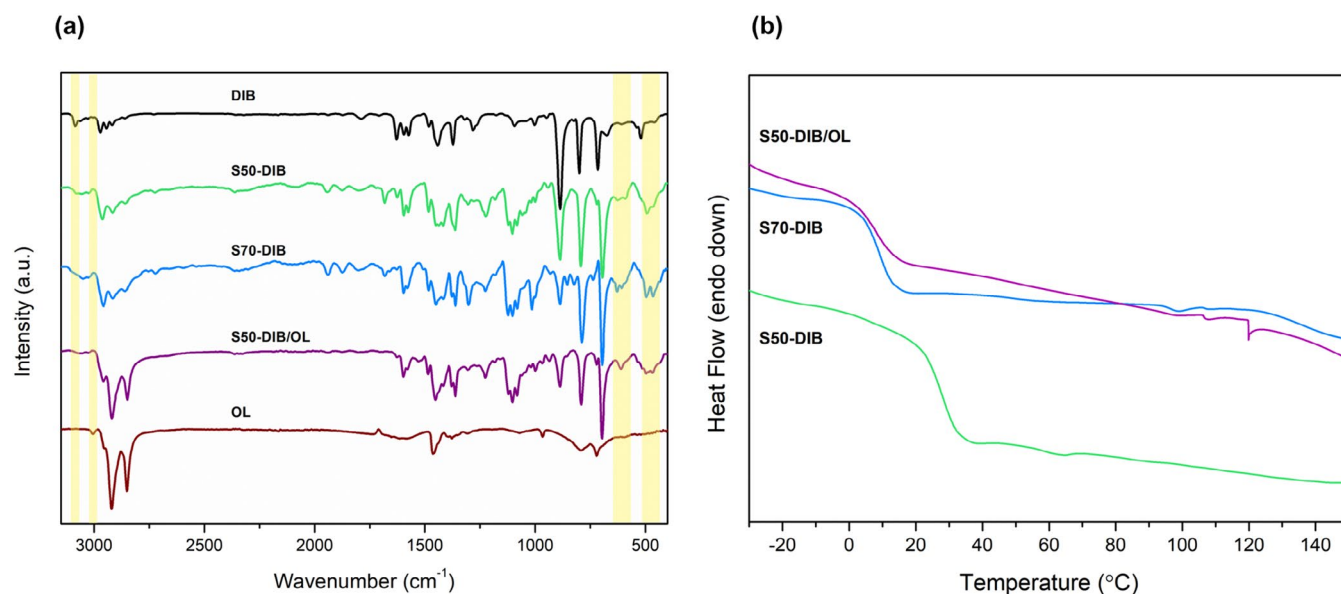 (a)
DIB
S50-DIB
S70-DIB
S50-DIB/OL
OL
Intensity (a.u.)
3000 2500 2000 1500 1000 500
Wavenumber (cm⁻¹)
(b)
S50-DIB/OL
S70-DIB
S50-DIB
Heat Flow (endo down)
-20 0 20 40 60 80 100 120 140
Temperature (°C)